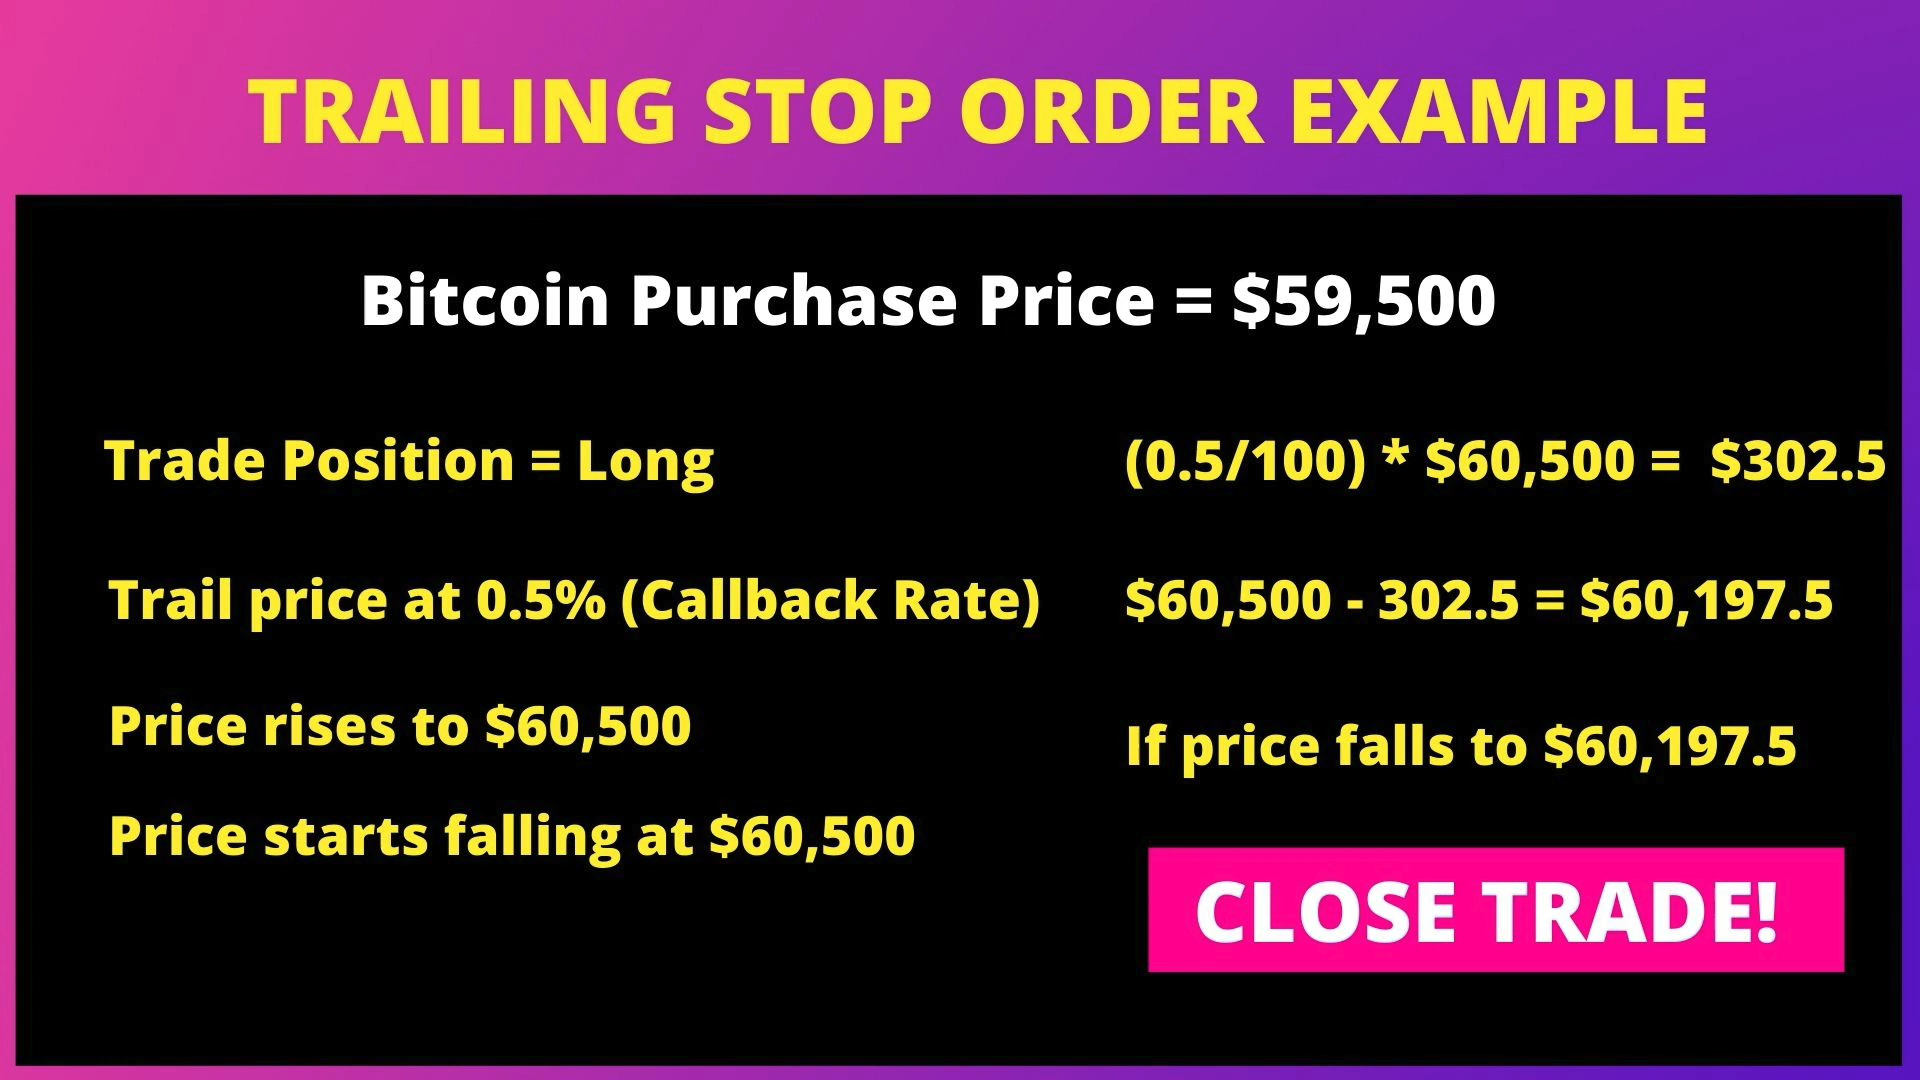 TRAILING STOP ORDER EXAMPLE
Bitcoin Purchase Price = $59,500
Trade Position = Long
Trail price at 0.5% (Callback Rate)
Price rises to $60,500
Price starts falling at $60,500
(0.5/100) * $60,500 =  $302.5
$60,500 - 302.5 = $60,197.5
If price falls to $60,197.5
CLOSE TRADE!